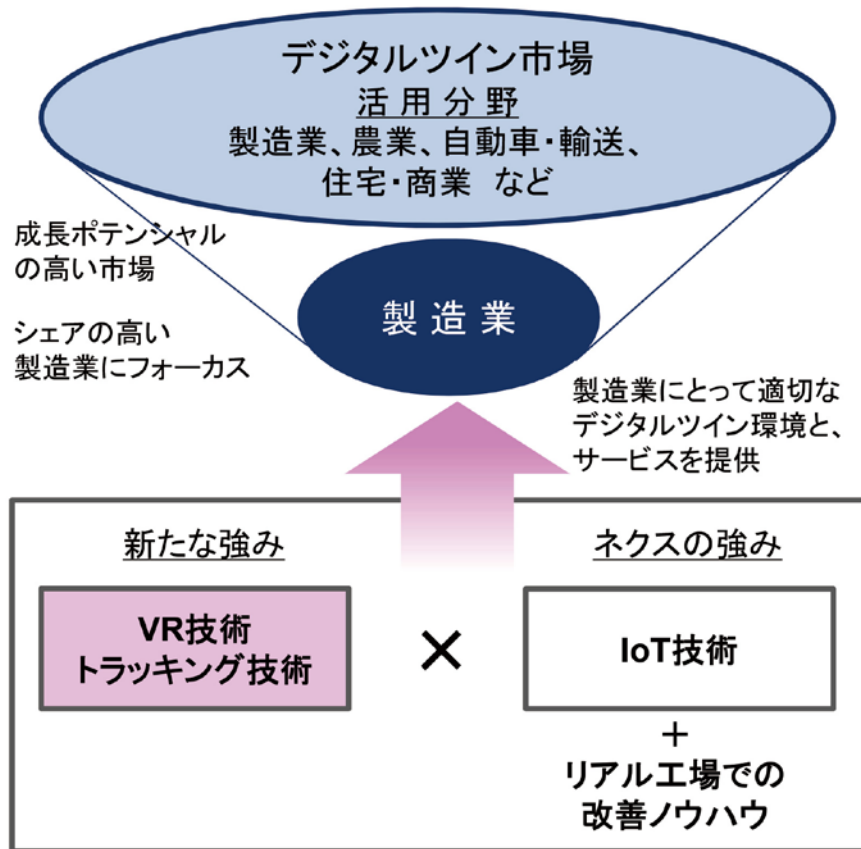 デジタルツイン市場
活用分野
製造業、農業、自動車・輸送、
住宅・商業 など
成長ポテンシャル
の高い市場
シェアの高い
製造業にフォーカス
製造業
製造業にとって適切な
デジタルツイン環境と、
サービスを提供
新たな強み
VR技術
トラッキング技術
×
ネクスの強み
IoT技術
+
リアル工場での
改善ノウハウ